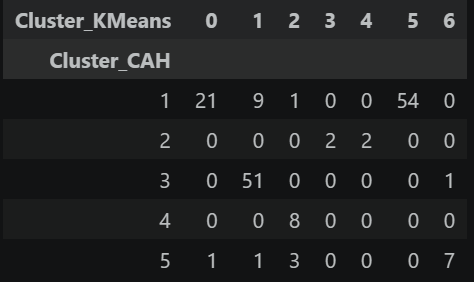 Cluster_KMeans 0 1 2 3 4 5 6
Cluster_CAH
1 21 9 1 0 0 54 0
2 0 0 0 2 2 0 0
3 0 51 0 0 0 0 1
4 0 0 8 0 0 0 0
5 1 1 3 0 0 0 7